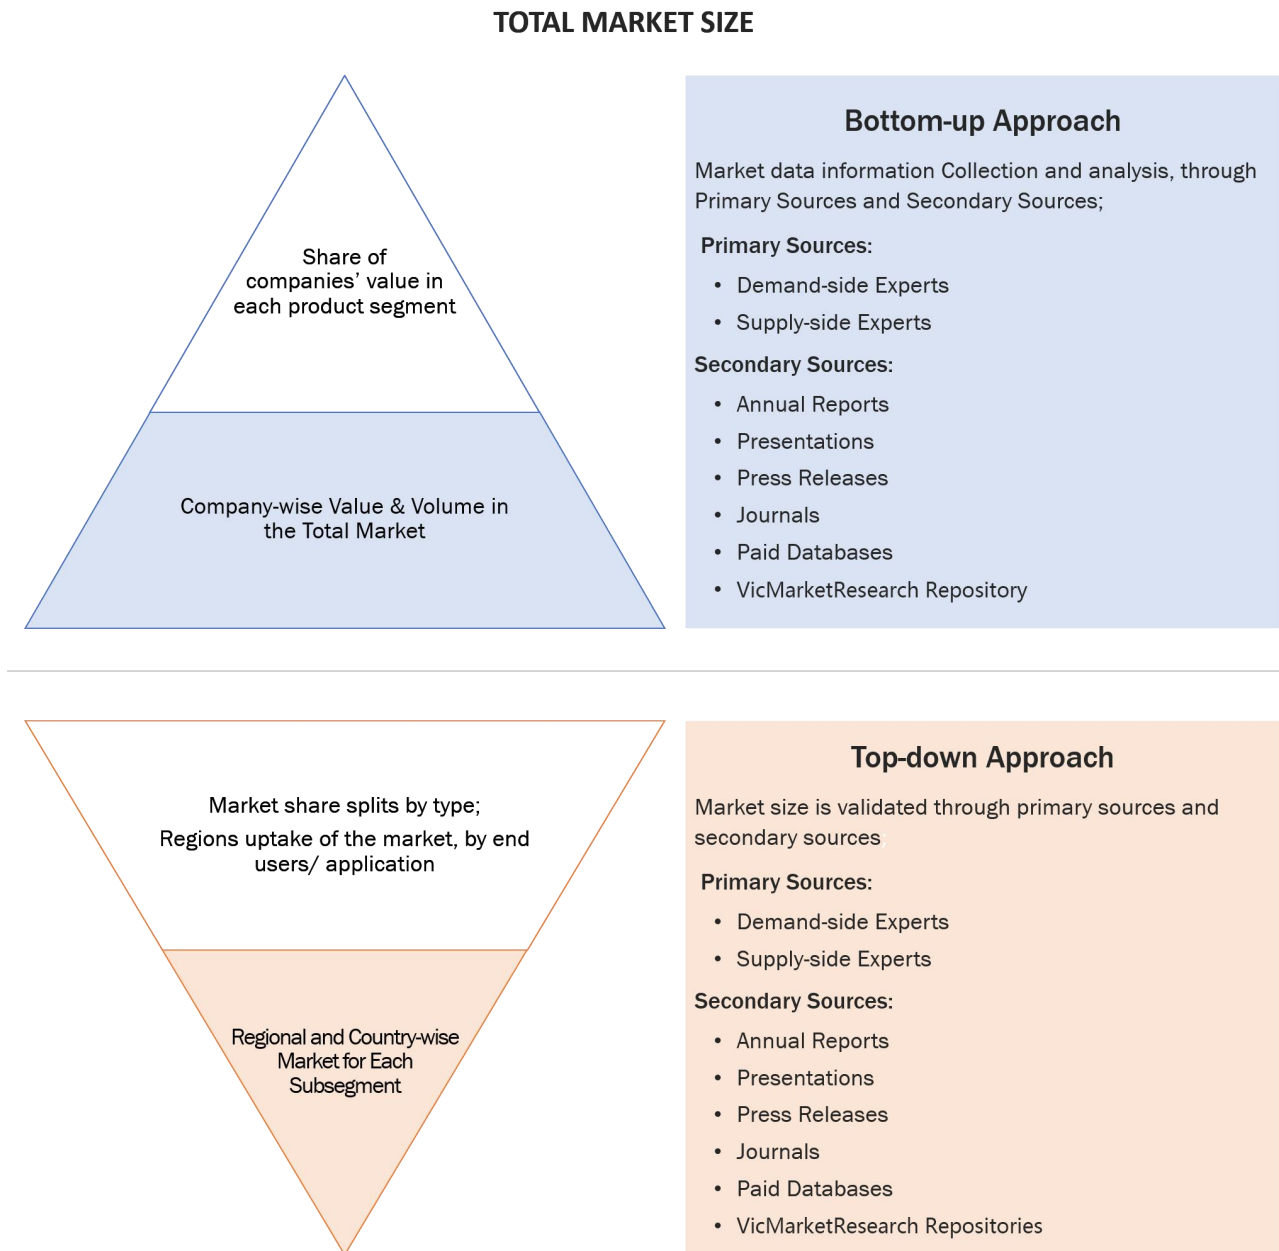 TOTAL MARKET SIZE
Share of
companies’ value in
each product segment
Company-wise Value & Volume in
the Total Market
Bottom-up Approach
Market data information Collection and analysis, through
Primary Sources and Secondary Sources;
Primary Sources:
• Demand-side Experts
• Supply-side Experts
Secondary Sources:
• Annual Reports
• Presentations
• Press Releases
• Journals
• Paid Databases
• VicMarketResearch Repository
Market share splits by type;
Regions uptake of the market, by end
users/ application
Regional and Country-wise
Market for Each
Subsegment
Top-down Approach
Market size is validated through primary sources and
secondary sources;
Primary Sources:
• Demand-side Experts
• Supply-side Experts
Secondary Sources:
• Annual Reports
• Presentations
• Press Releases
• Journals
• Paid Databases
• VicMarketResearch Repositories